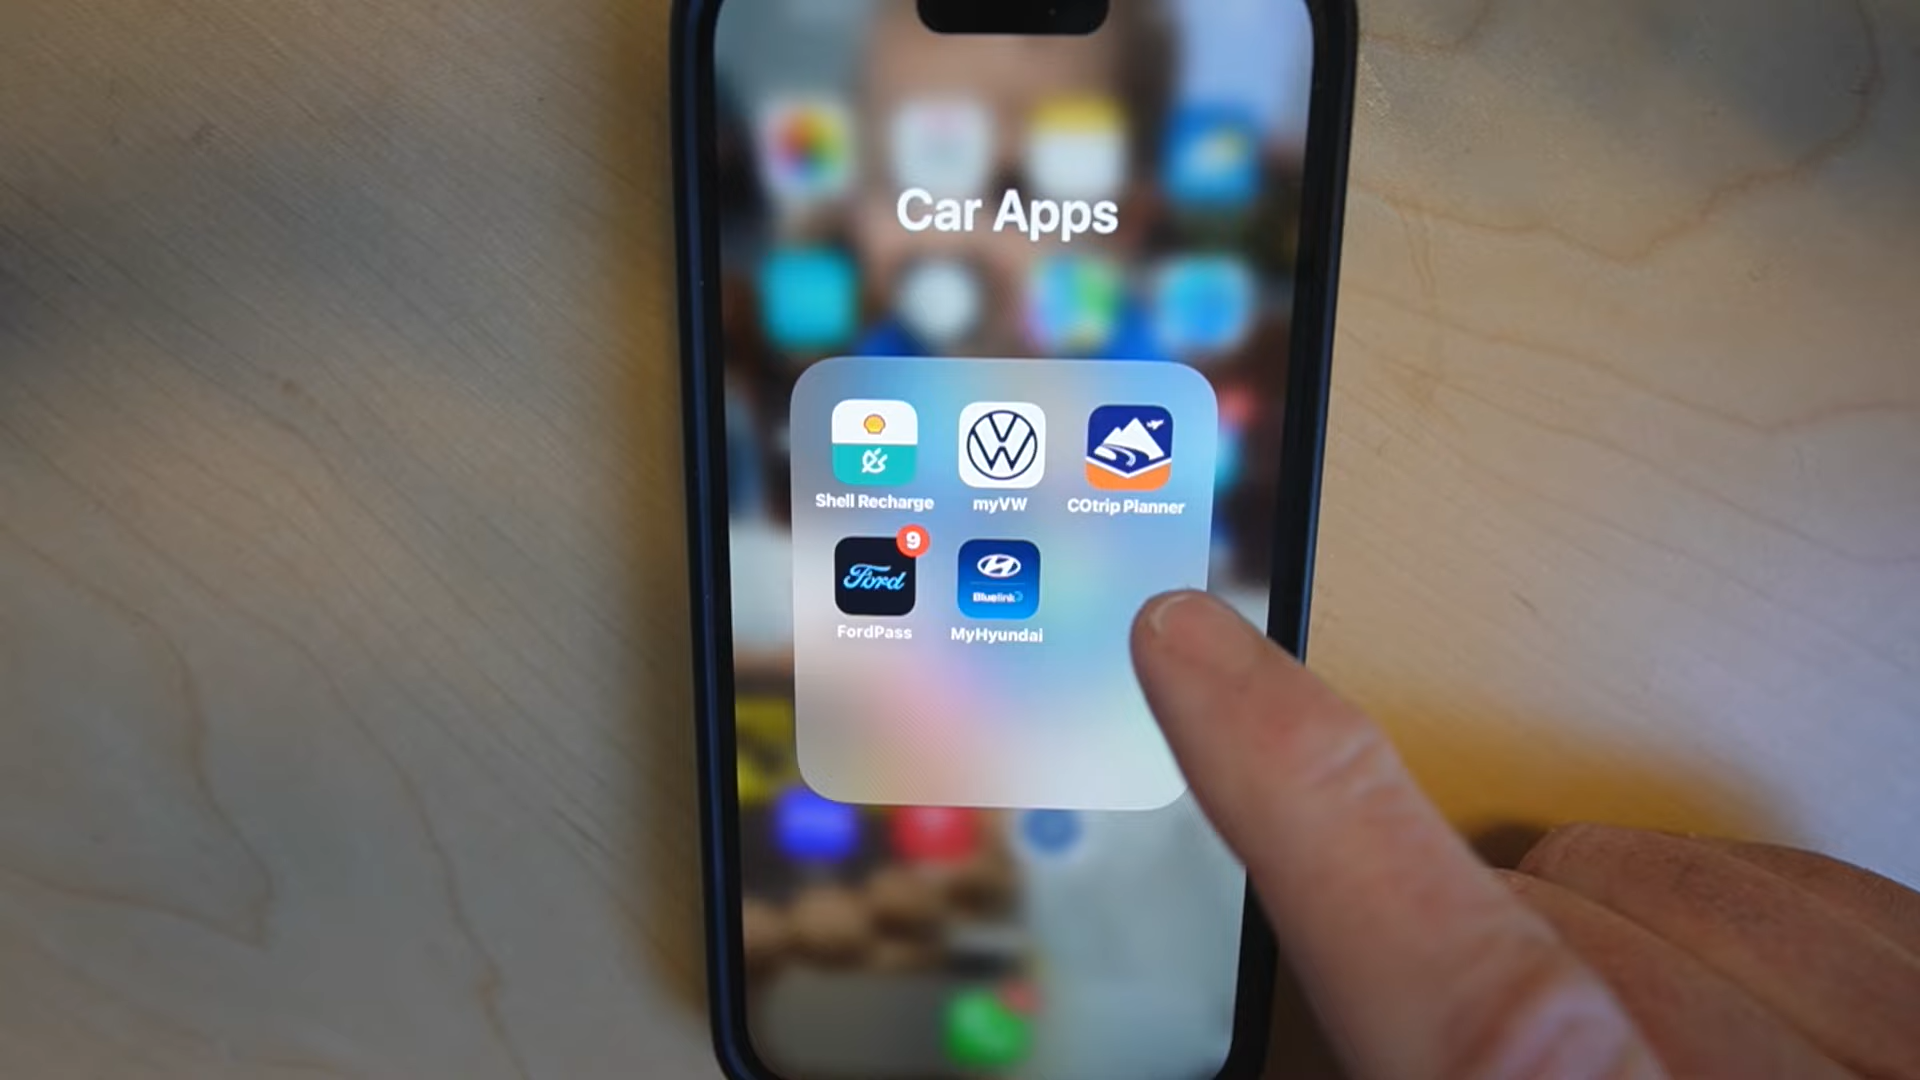 Car Apps
Shell Recharge
myVW
COtrip Planner
9
Ford
Bluelink
FordPass
MyHyundai